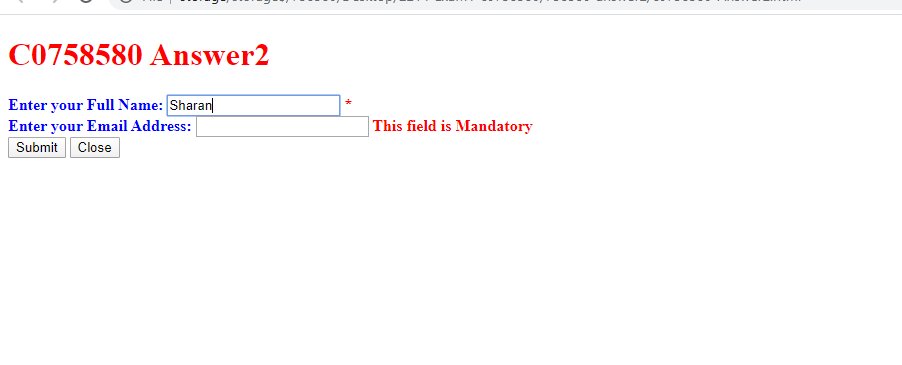 C0758580 Answer2
Enter your Full Name: Sharan *
Enter your Email Address: This field is Mandatory
Submit Close